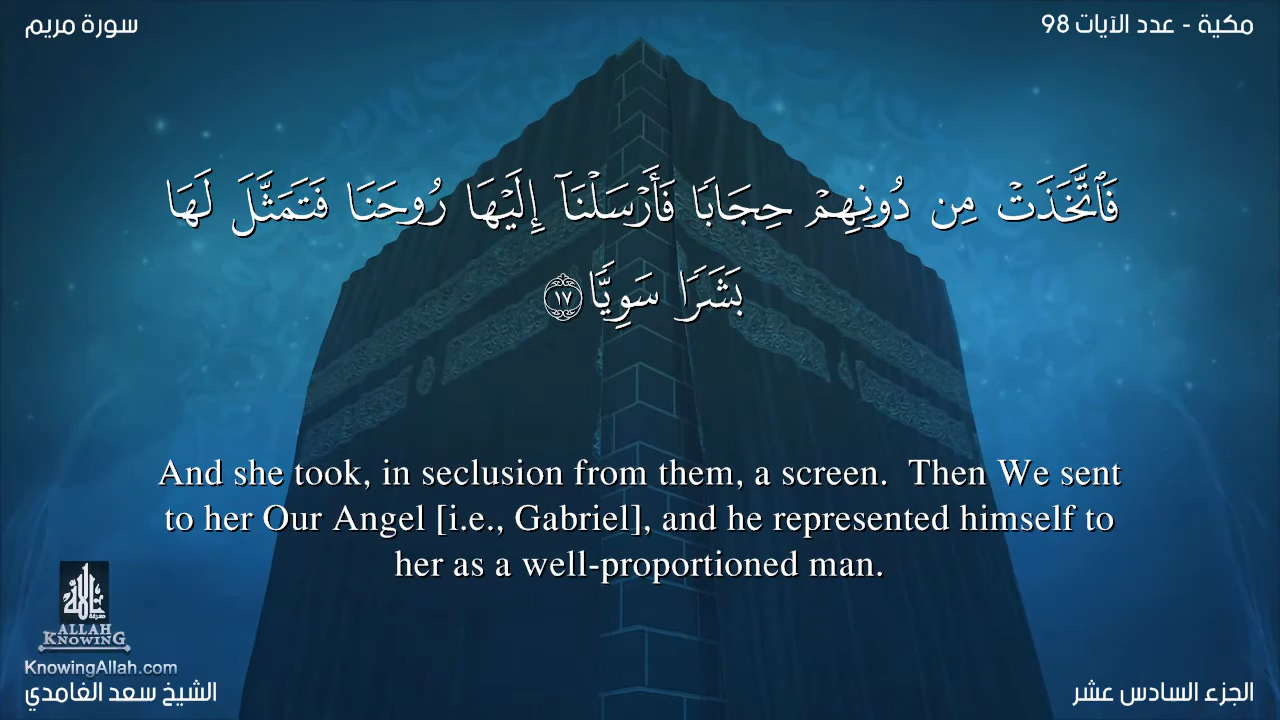 سورة مريم
مكية - عدد الآيات 98
فَٱتَّخَذَتْ مِن دُونِهِمْ حِجَابًا فَأَرْسَلْنَآ إِلَيْهَا رُوحَنَا فَتَمَثَّلَ لَهَا
بَشَرًا سَوِيًّا ١٧
And she took, in seclusion from them, a screen.  Then We sent
to her Our Angel [i.e., Gabriel], and he represented himself to
her as a well-proportioned man.
ALLAH
KNOWING
KnowingAllah.com
الشيخ سعد الغامدي
الجزء السادس عشر